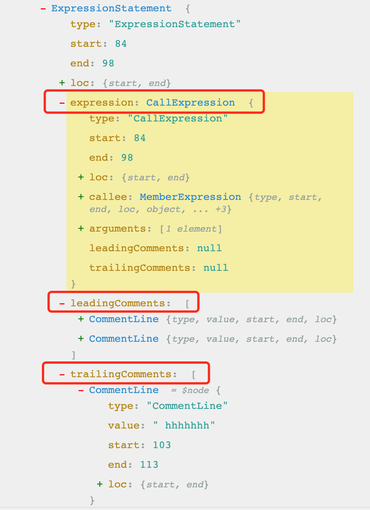 − ExpressionStatement {
type: "ExpressionStatement"
start: 84
end: 98
+ loc: {start, end}
− expression: CallExpression {
type: "CallExpression"
start: 84
end: 98
+ loc: {start, end}
+ callee: MemberExpression {type, start,
end, loc, object, ... +3}
+ arguments: [1 element]
leadingComments: null
trailingComments: null
}
− leadingComments: [
+ CommentLine {type, value, start, end, loc}
+ CommentLine {type, value, start, end, loc}
]
− trailingComments: [
− CommentLine = $node {
type: "CommentLine"
value: " hhhhhhh"
start: 103
end: 113
+ loc: {start, end}
}